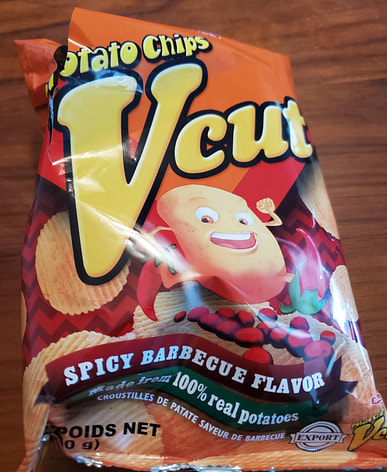 Potato Chips
Vcut
SPICY BARBECUE FLAVOR
Made from 100% real potatoes
CROUSTILLES DE PATATE SAVEUR DE BARBECUE
POIDS NET
0 g)
EXPORT